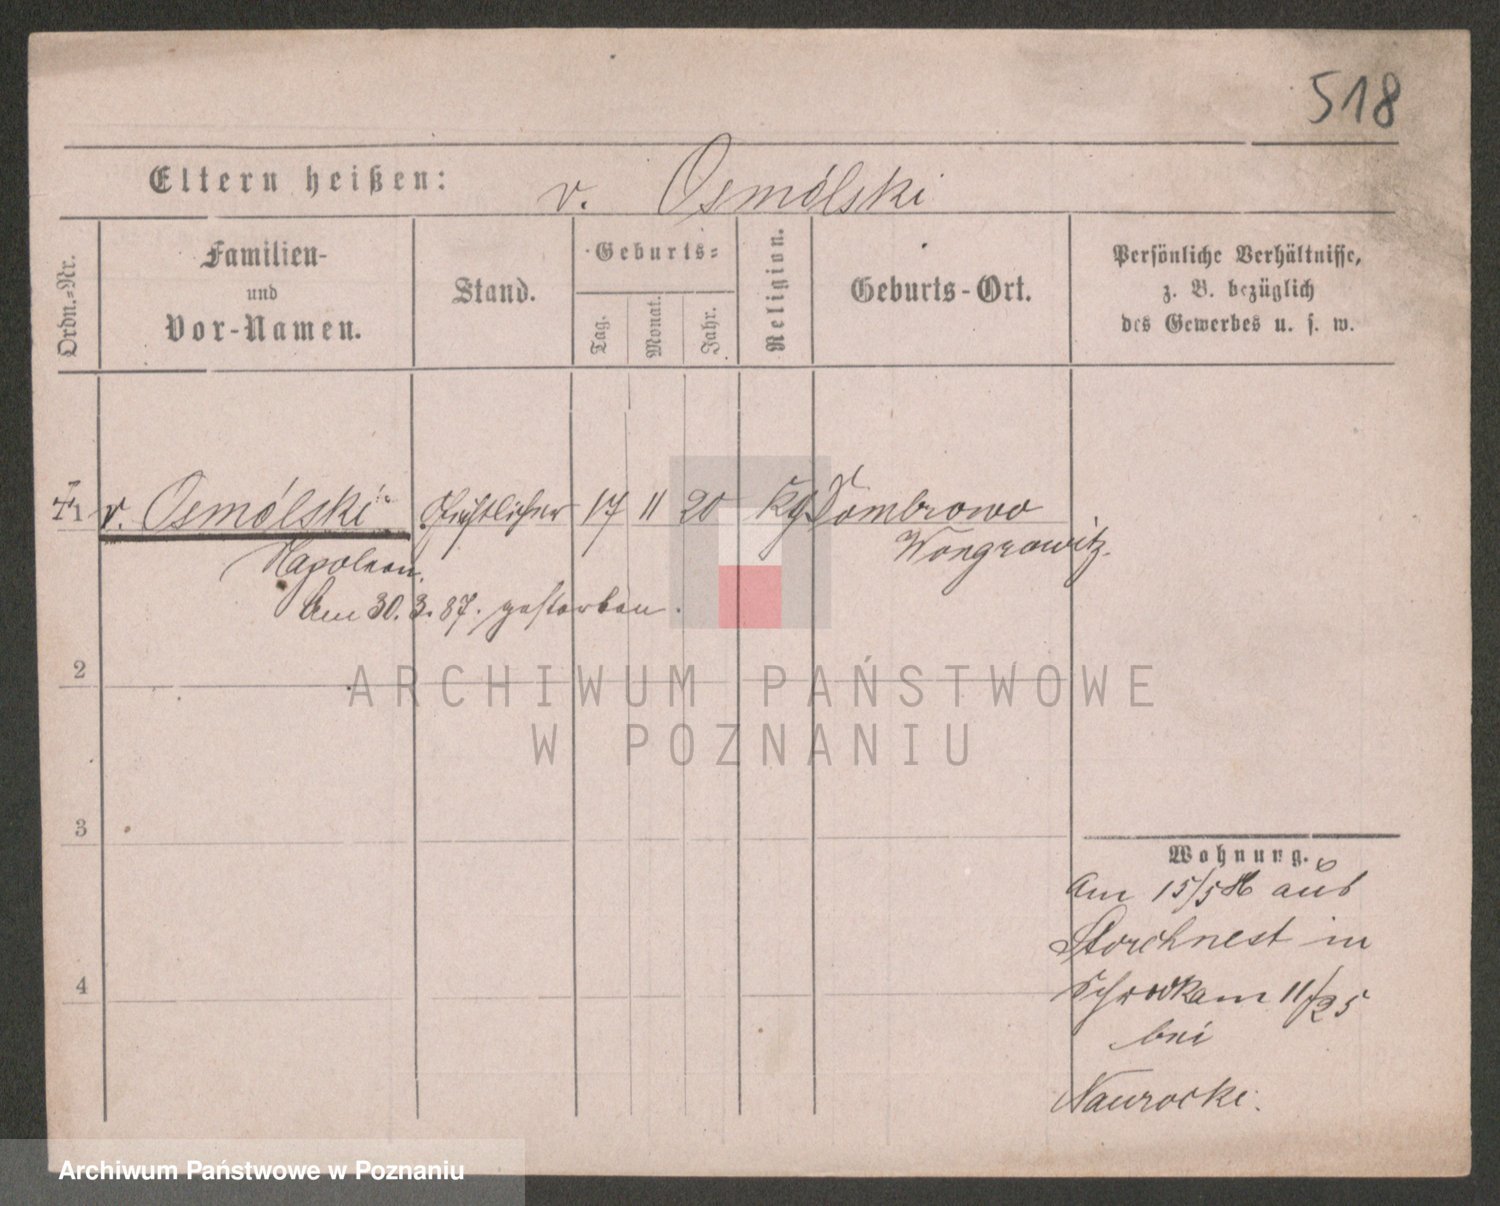 518
Eltern heißen: v. Osmólski
Ordn.=Nr.
Familien-
und
Vor-Namen.
Stand.
Geburts=
Tag.
Monat.
Jahr.
Religion.
Geburts-Ort.
Persönliche Verhältnisse,
z. B. bezüglich
des Gewerbes u. s. w.
1 v. Osmólski Geistlicher 17 11 20 kg Dombrowo
Napoleon. Wongrowitz.
Am 30.3.87. gestorben.
2
ARCHIWUM PAŃSTWOWE
W POZNANIU
3
4
Wohnung.
Am 15/5 aus
Storchnest in
11/25
bei
Nawrocki.
Archiwum Państwowe w Poznaniu